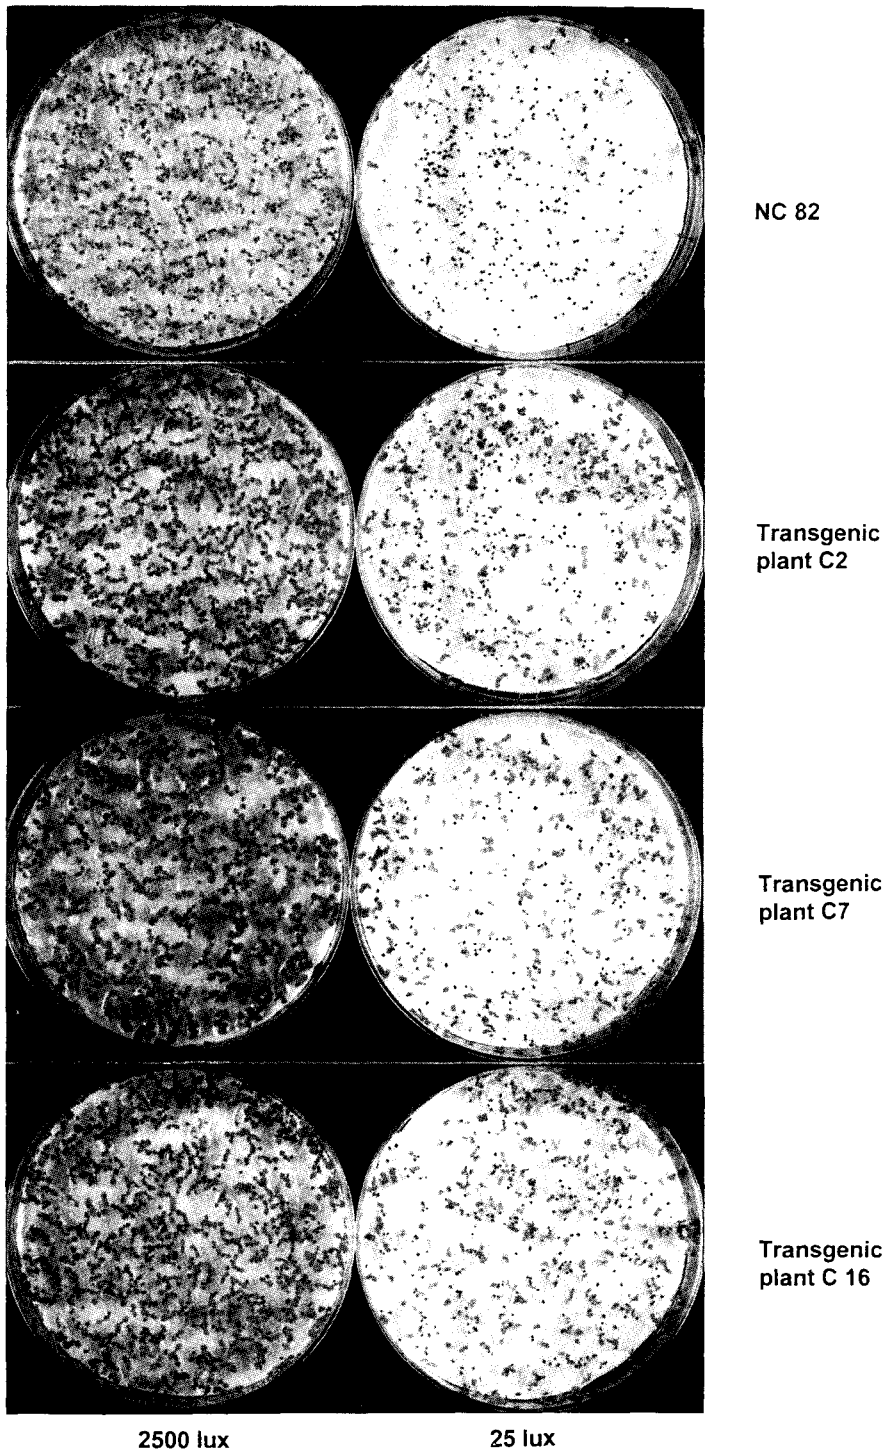 NC 82
Transgenic
plant C2
Transgenic
plant C7
Transgenic
plant C 16
2500 lux
25 lux